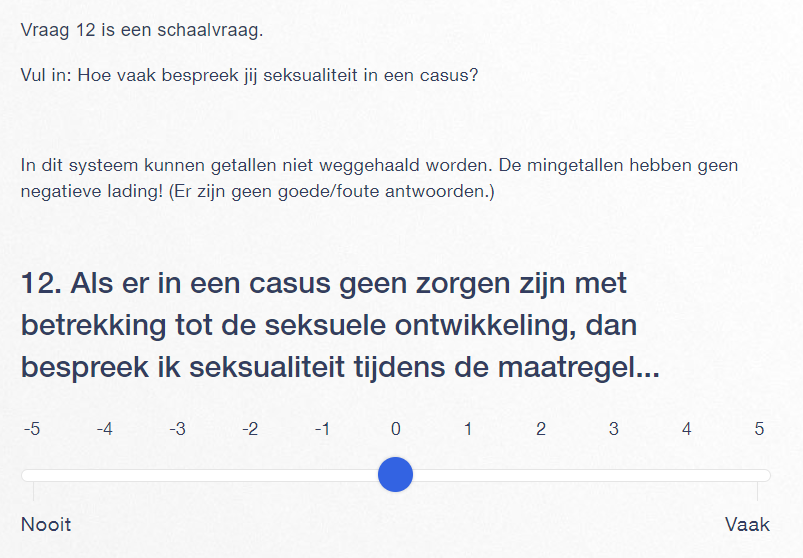 Vraag 12 is een schaalvraag.
Vul in: Hoe vaak bespreek jij seksualiteit in een casus?
In dit systeem kunnen getallen niet weggehaald worden. De mingetallen hebben geen
negatieve lading! (Er zijn geen goede/foute antwoorden.)
12. Als er in een casus geen zorgen zijn met
betrekking tot de seksuele ontwikkeling, dan
bespreek ik seksualiteit tijdens de maatregel...
-5 -4 -3 -2 -1 0 1 2 3 4 5
Nooit Vaak